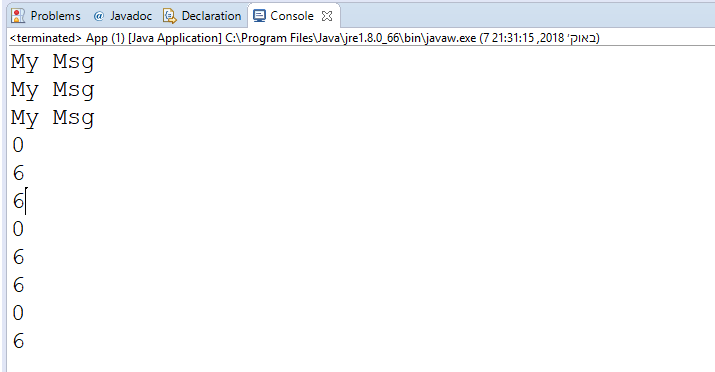 Problems @ Javadoc Declaration Console
<terminated> App (1) [Java Application] C:\Program Files\Java\jre1.8.0_66\bin\javaw.exe (7 באוק׳ 2018, 21:31:15)
My Msg
My Msg
My Msg
0
6
6
0
6
6
0
6